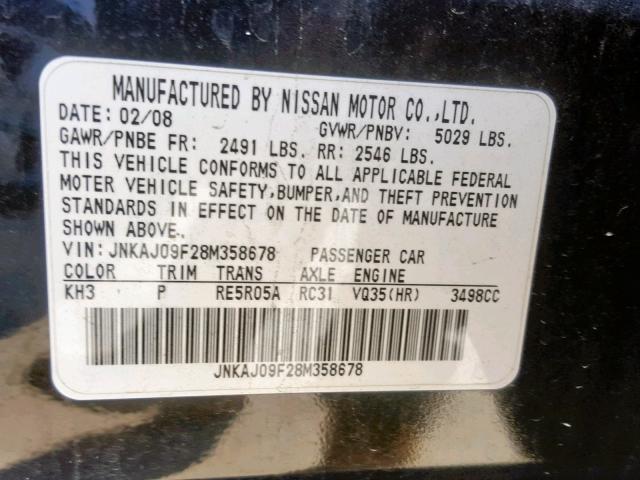 MANUFACTURED BY NISSAN MOTOR CO.,LTD.
DATE: 02/08 GVWR/PNBV: 5029 LBS.
GAWR/PNBE FR: 2491 LBS. RR: 2546 LBS.
THIS VEHICLE CONFORMS TO ALL APPLICABLE FEDERAL
MOTER VEHICLE SAFETY,BUMPER,AND THEFT PREVENTION
STANDARDS IN EFFECT ON THE DATE OF MANUFACTURE
SHOWN ABOVE.
VIN: JNKAJ09F28M358678 PASSENGER CAR
COLOR TRIM TRANS AXLE ENGINE
KH3 P RE5R05A RC31 VQ35(HR) 3498CC
JNKAJ09F28M358678